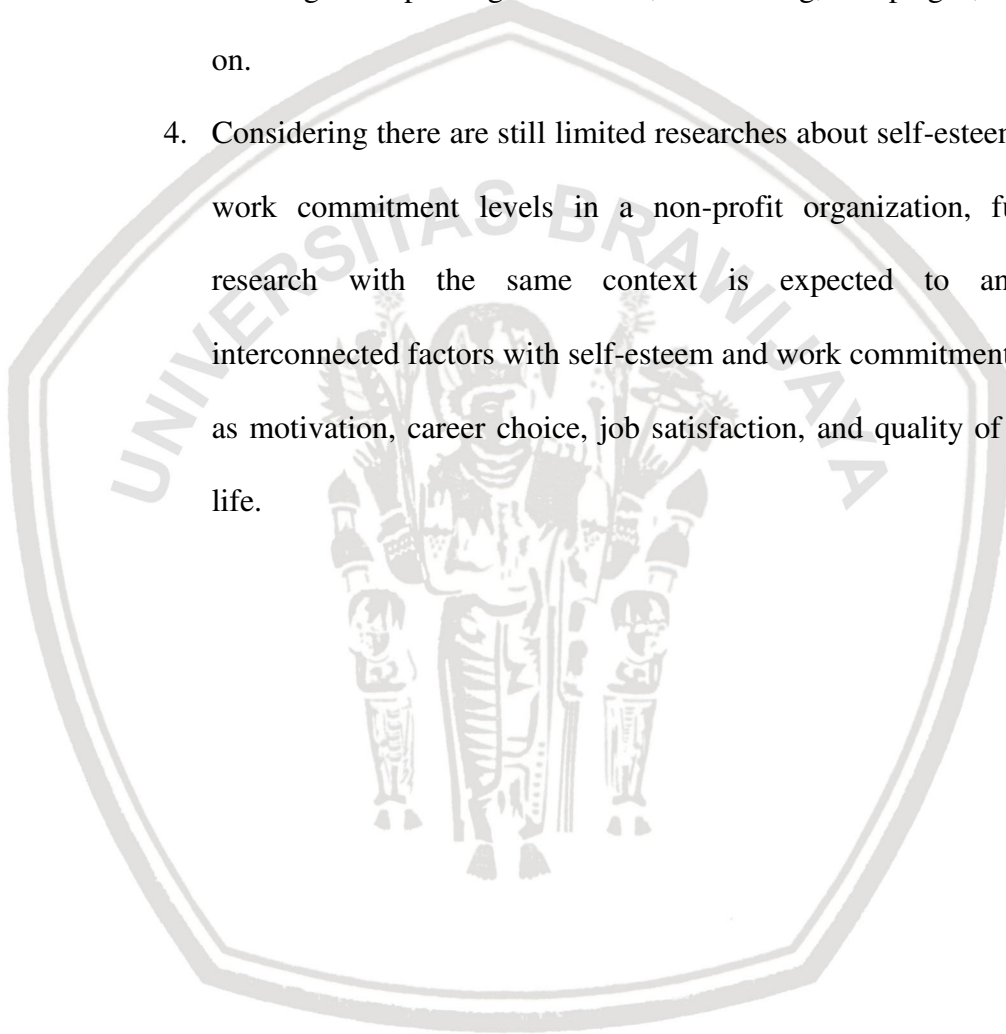 on.
4. Considering there are still limited researches about self-esteem
work commitment levels in a non-profit organization,
research with the same context is expected to
interconnected factors with self-esteem and work commitment
as motivation, career choice, job satisfaction, and quality of
life.
UNIVERSITAS BRAWIJAYA